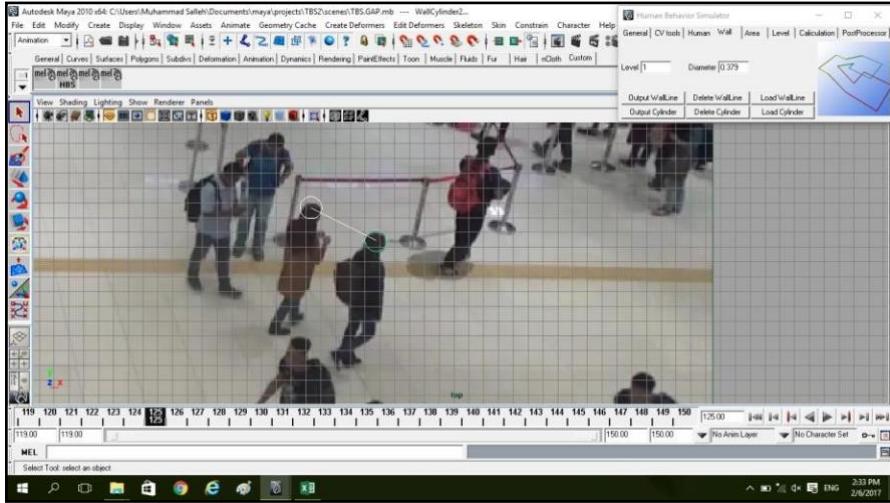 Autodesk Maya 2010 x64: C:\Users\Muhammad Salleh\Documents\maya\projects\TBS2\scenes\TBS.GAP.mb --- WallCylinder2...
File Edit Modify Create Display Window Assets Animate Geometry Cache Create Deformers Edit Deformers Skeleton Skin Constrain Character Help
Animation
General Curves Surfaces Polygons Subdivs Deformation Animation Dynamics Rendering PaintEffects Toon Muscle Fluids Fur Hair nCloth Custom
mel mel mel mel
HBS
View Shading Lighting Show Renderer Panels
Human Behavior Simulator
General CV tools Human Wall Area Level Calculation PostProcessor
Level 1 Diameter 0.379
Output WallLine Delete WallLine Load WallLine
Output Cylinder Delete Cylinder Load Cylinder
y
z x
top
119 120 121 122 123 124 125 126 127 128 129 130 131 132 133 134 135 136 137 138 139 140 141 142 143 144 145 146 147 148 149 150 125.00
125
119.00 119.00 150.00 150.00 No Anim Layer No Character Set
MEL
Select Tool: select an object
ENG 2:33 PM
2/6/2017